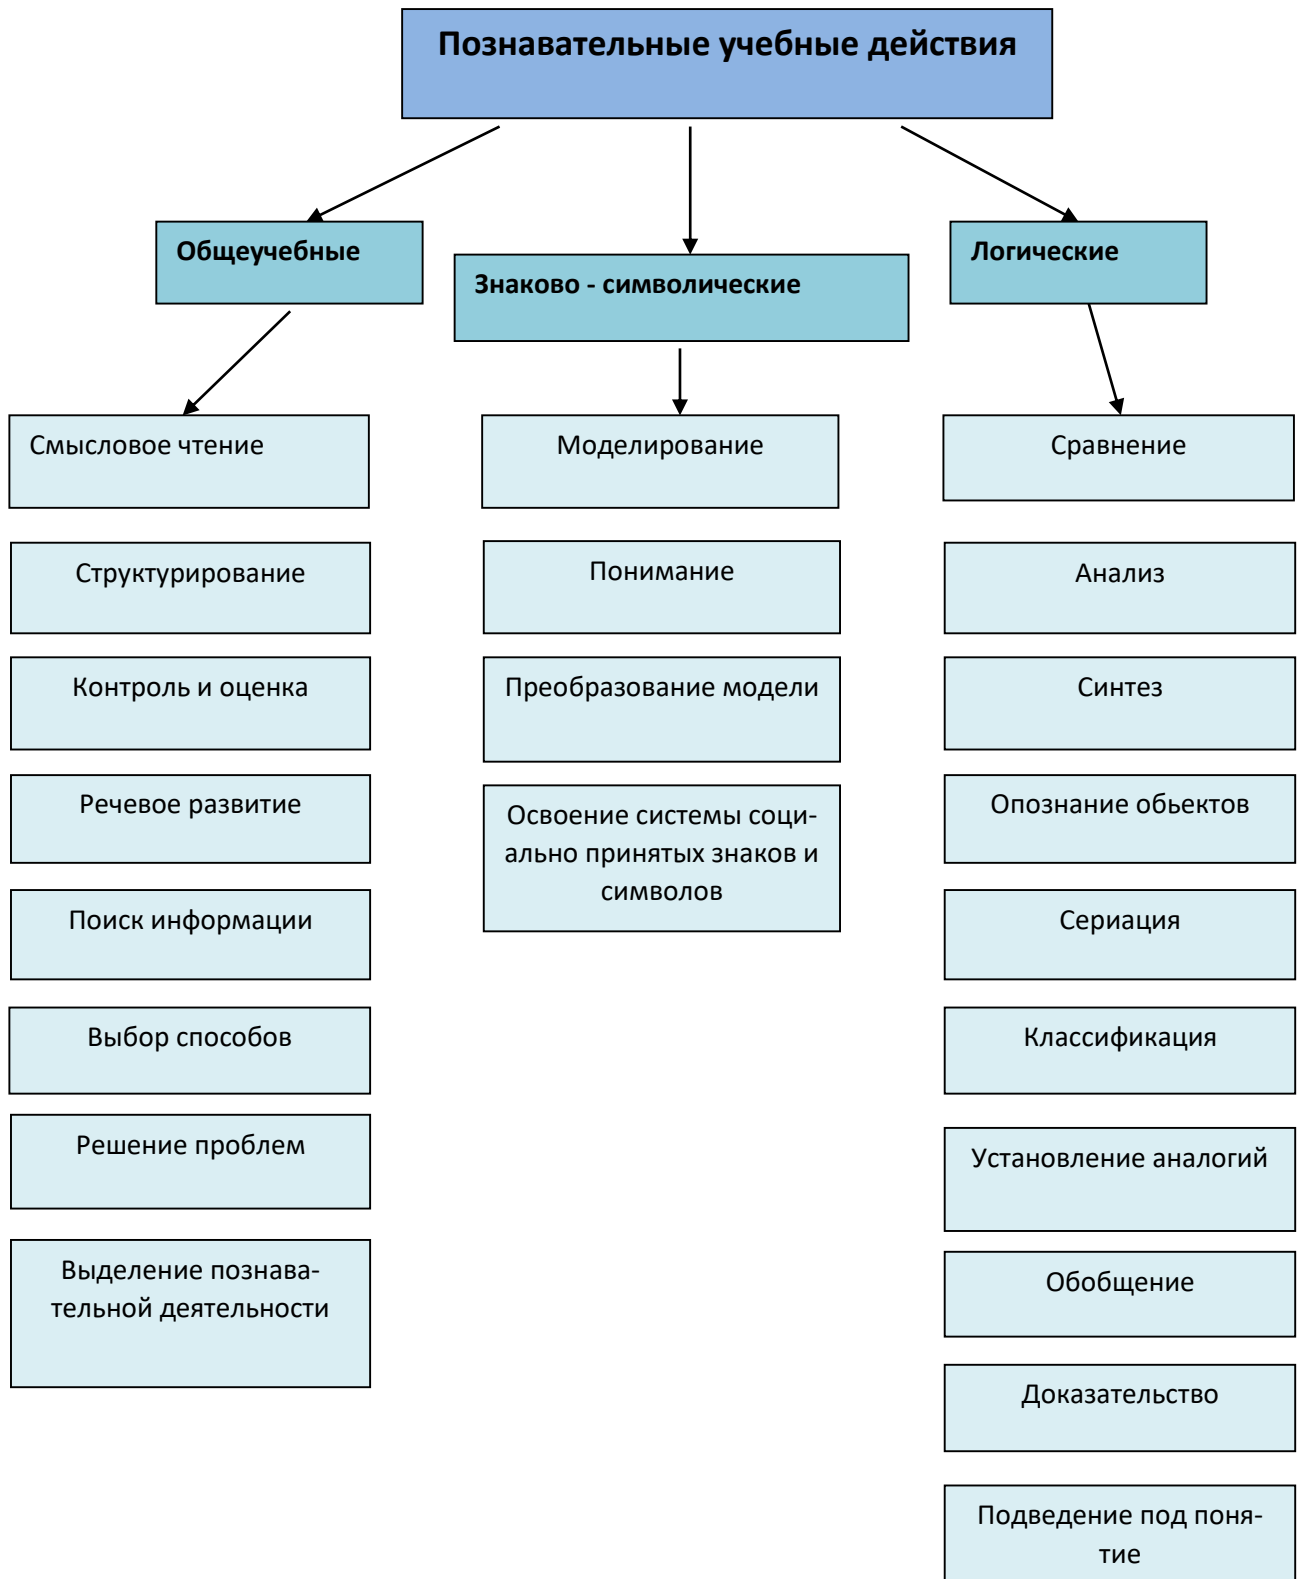 Познавательные учебные действия
Общеучебные
Знаково - символические
Логические
Смысловое чтение
Структурирование
Контроль и оценка
Речевое развитие
Поиск информации
Выбор способов
Решение проблем
Выделение познава-
тельной деятельности
Моделирование
Понимание
Преобразование модели
Освоение системы соци-
ально принятых знаков и
символов
Сравнение
Анализ
Синтез
Опознание обьектов
Сериация
Классификация
Установление аналогий
Обобщение
Доказательство
Подведение под поня-
тие